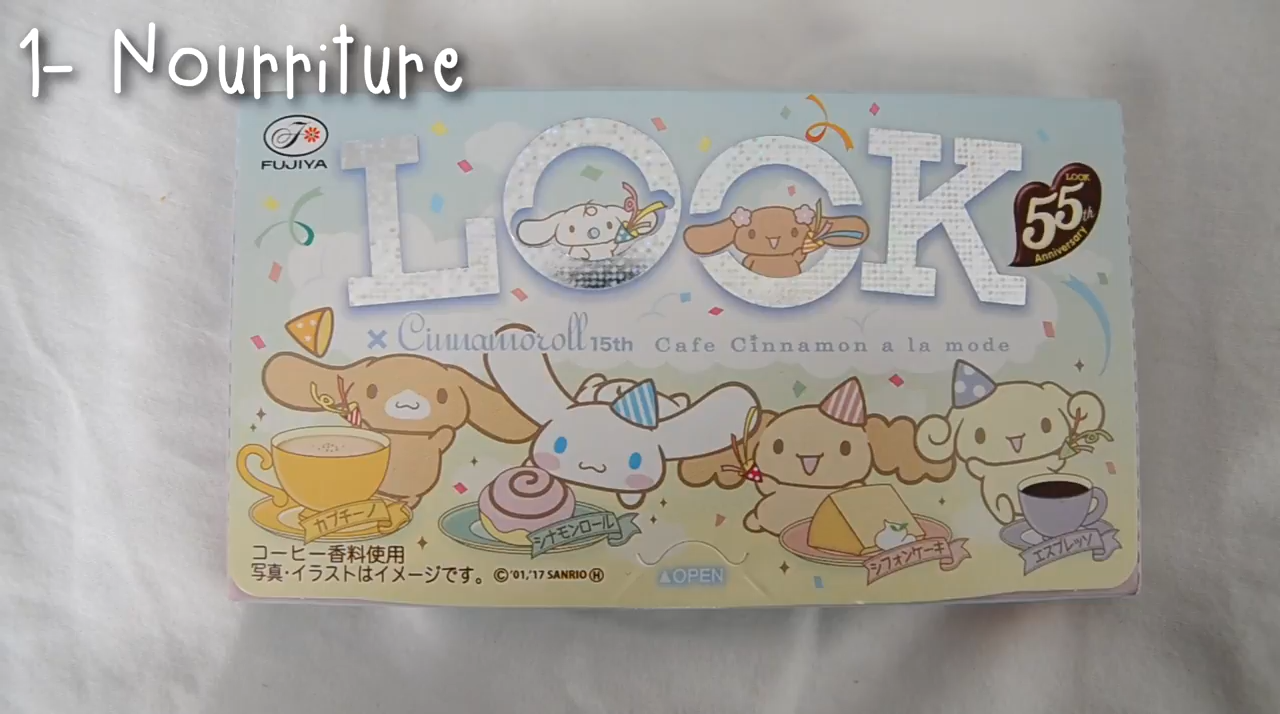 1- Nourriture
FUJIYA
LOOK
LOOK
55th
Anniversary
× Cinnamoroll 15th Cafe Cinnamon a la mode
カプチーノ
シナモンロール
シフォンケーキ
エスプレッソ
コーヒー香料使用
写真・イラストはイメージです。 ©'01,'17 SANRIO Ⓗ
▲OPEN